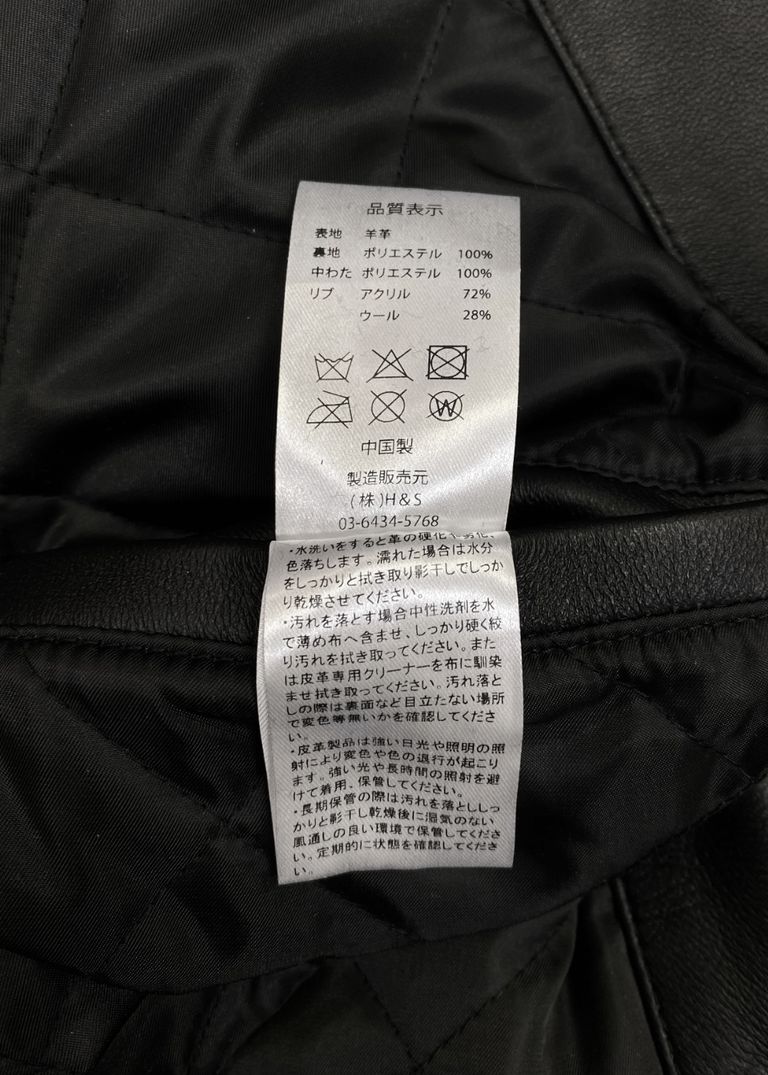 品質表示
表地 羊革
裏地 ポリエステル 100%
中わた ポリエステル 100%
リブ アクリル 72%
ウール 28%
W
中国製
製造販売元
(株)H&S
03-6434-5768
・水洗いをすると革の硬化や劣化、
色落ちします。濡れた場合は水分
をしっかりと拭き取り影干しでしっか
り乾燥させてください。
・汚れを落とす場合中性洗剤を水
で薄め布へ含ませ、しっかり硬く絞
り汚れを拭き取ってください。また
は皮革専用クリーナーを布に馴染
ませ拭き取ってください。汚れ落と
しの際は裏面など目立たない場所
で変色等無いかを確認してくださ
い。
・皮革製品は強い日光や照明の照
射により変色や色の退行が起こり
ます。強い光や長時間の照射を避
けて着用、保管してください。
・長期保管の際は汚れを落とししっ
かりと影干し乾燥後に湿気のない
風通しの良い環境で保管してくださ
い。定期的に状態を確認してくださ
い。